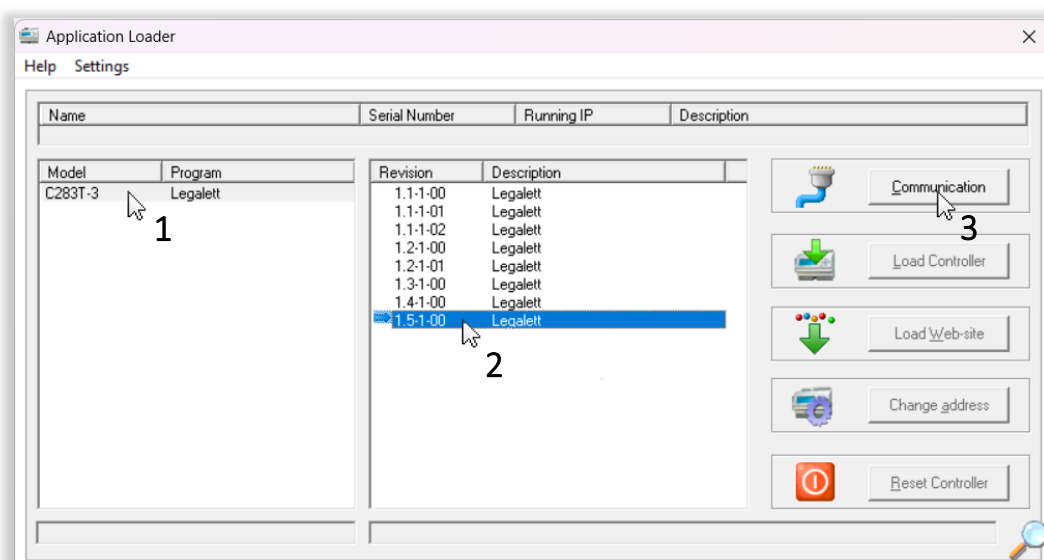 Application Loader
Help Settings
Name Serial Number Running IP Description
Model Program
C283T-3 Legalett
1
Revision Description
1.1-1-00 Legalett
1.1-1-01 Legalett
1.1-1-02 Legalett
1.2-1-00 Legalett
1.2-1-01 Legalett
1.3-1-00 Legalett
1.4-1-00 Legalett
1.5-1-00 Legalett
2
Communication
3
Load Controller
Load Web-site
Change address
Reset Controller